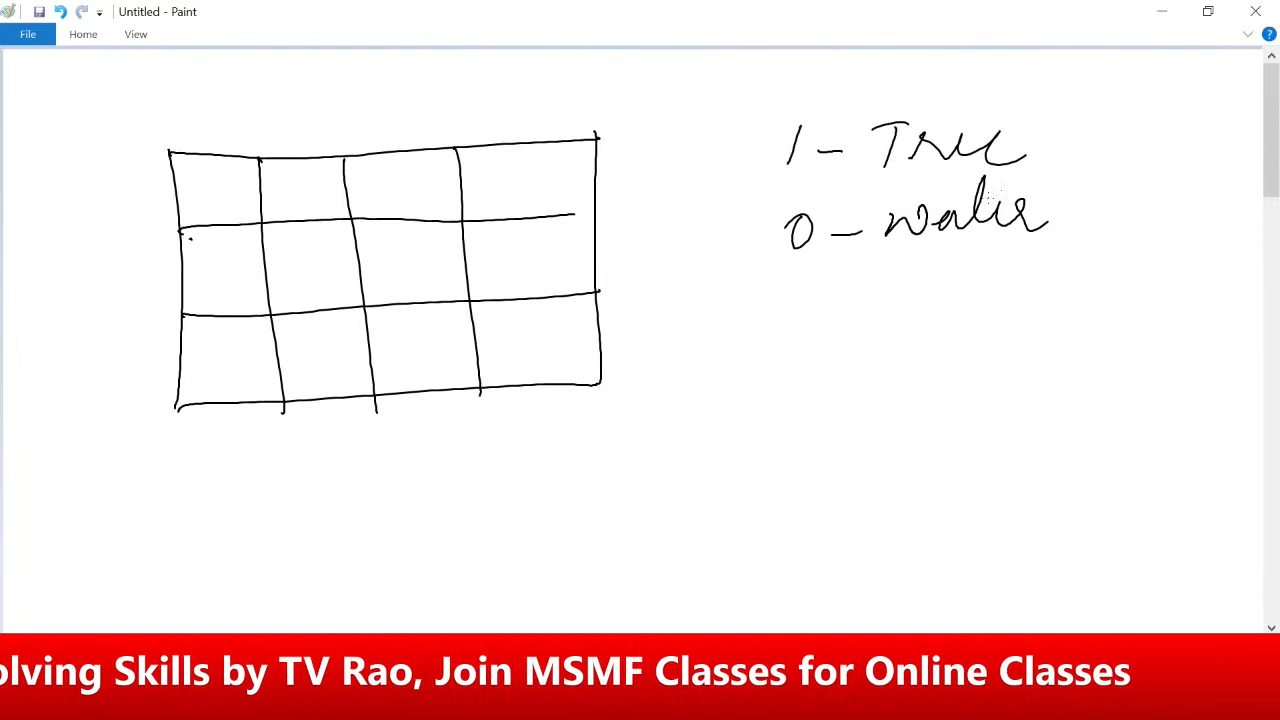 Untitled - Paint
File Home View
1 - Tree
0 - water
olving Skills by TV Rao, Join MSMF Classes for Online Classes